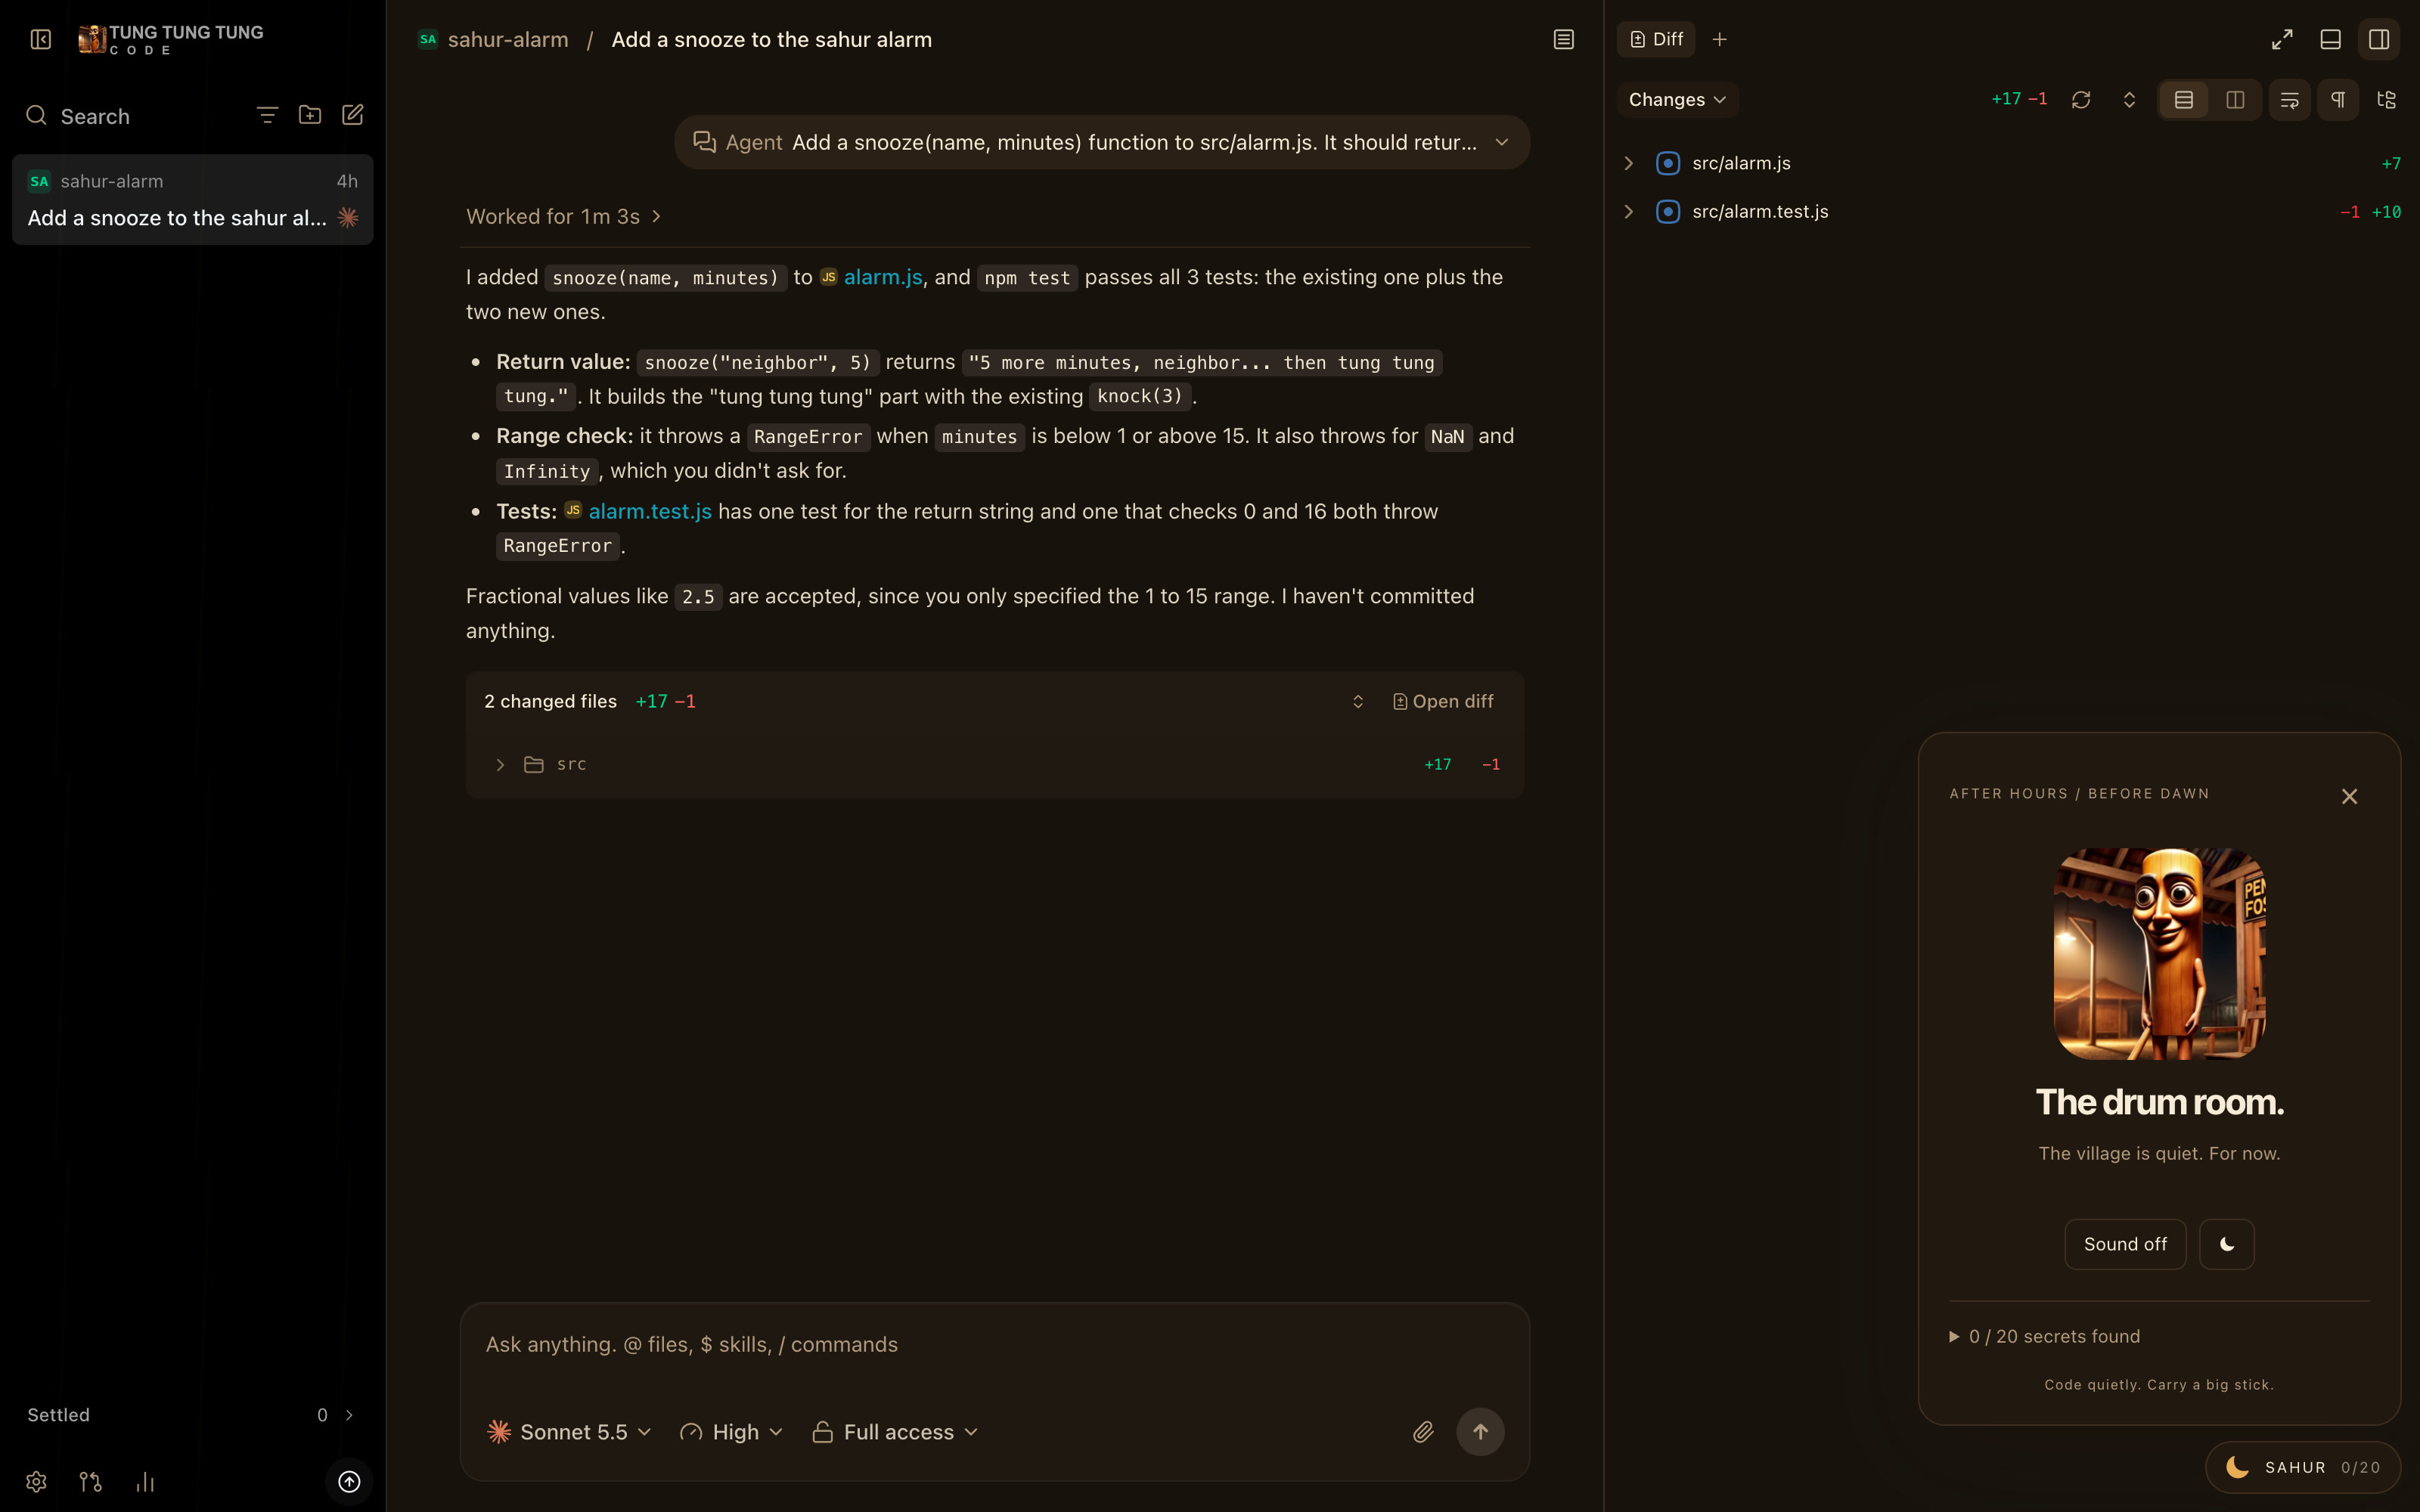 TUNG TUNG TUNG
CODE
Search
SA sahur-alarm 4h
Add a snooze to the sahur al...
Settled 0
SA sahur-alarm / Add a snooze to the sahur alarm
Agent Add a snooze(name, minutes) function to src/alarm.js. It should retur...
Worked for 1m 3s
I added snooze(name, minutes) to JS alarm.js, and npm test passes all 3 tests: the existing one plus the
two new ones.
• Return value: snooze("neighbor", 5) returns "5 more minutes, neighbor... then tung tung
tung.". It builds the "tung tung tung" part with the existing knock(3).
• Range check: it throws a RangeError when minutes is below 1 or above 15. It also throws for NaN and
Infinity, which you didn't ask for.
• Tests: JS alarm.test.js has one test for the return string and one that checks 0 and 16 both throw
RangeError.
Fractional values like 2.5 are accepted, since you only specified the 1 to 15 range. I haven't committed
anything.
2 changed files +17 −1 Open diff
src +17 −1
Ask anything. @ files, $ skills, / commands
Sonnet 5.5 High Full access
Diff
Changes +17 −1
src/alarm.js +7
src/alarm.test.js −1 +10
AFTER HOURS / BEFORE DAWN
PEN
FOS
The drum room.
The village is quiet. For now.
Sound off
0 / 20 secrets found
Code quietly. Carry a big stick.
SAHUR 0/20